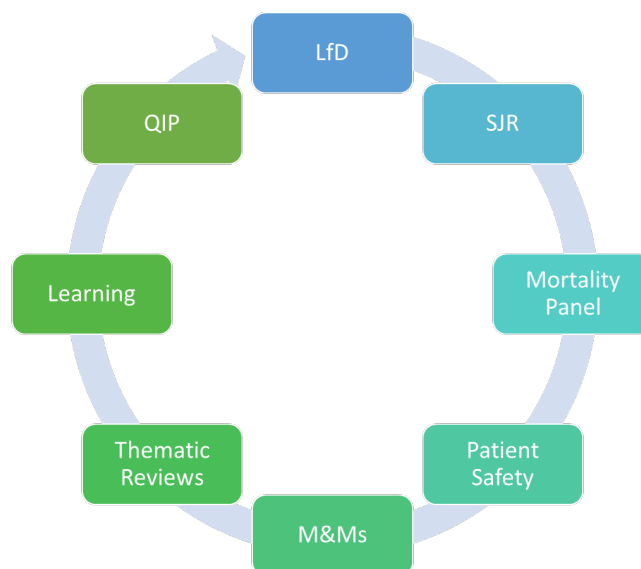 LfD
SJR
Mortality
Panel
Patient
Safety
M&Ms
Thematic
Reviews
Learning
QIP